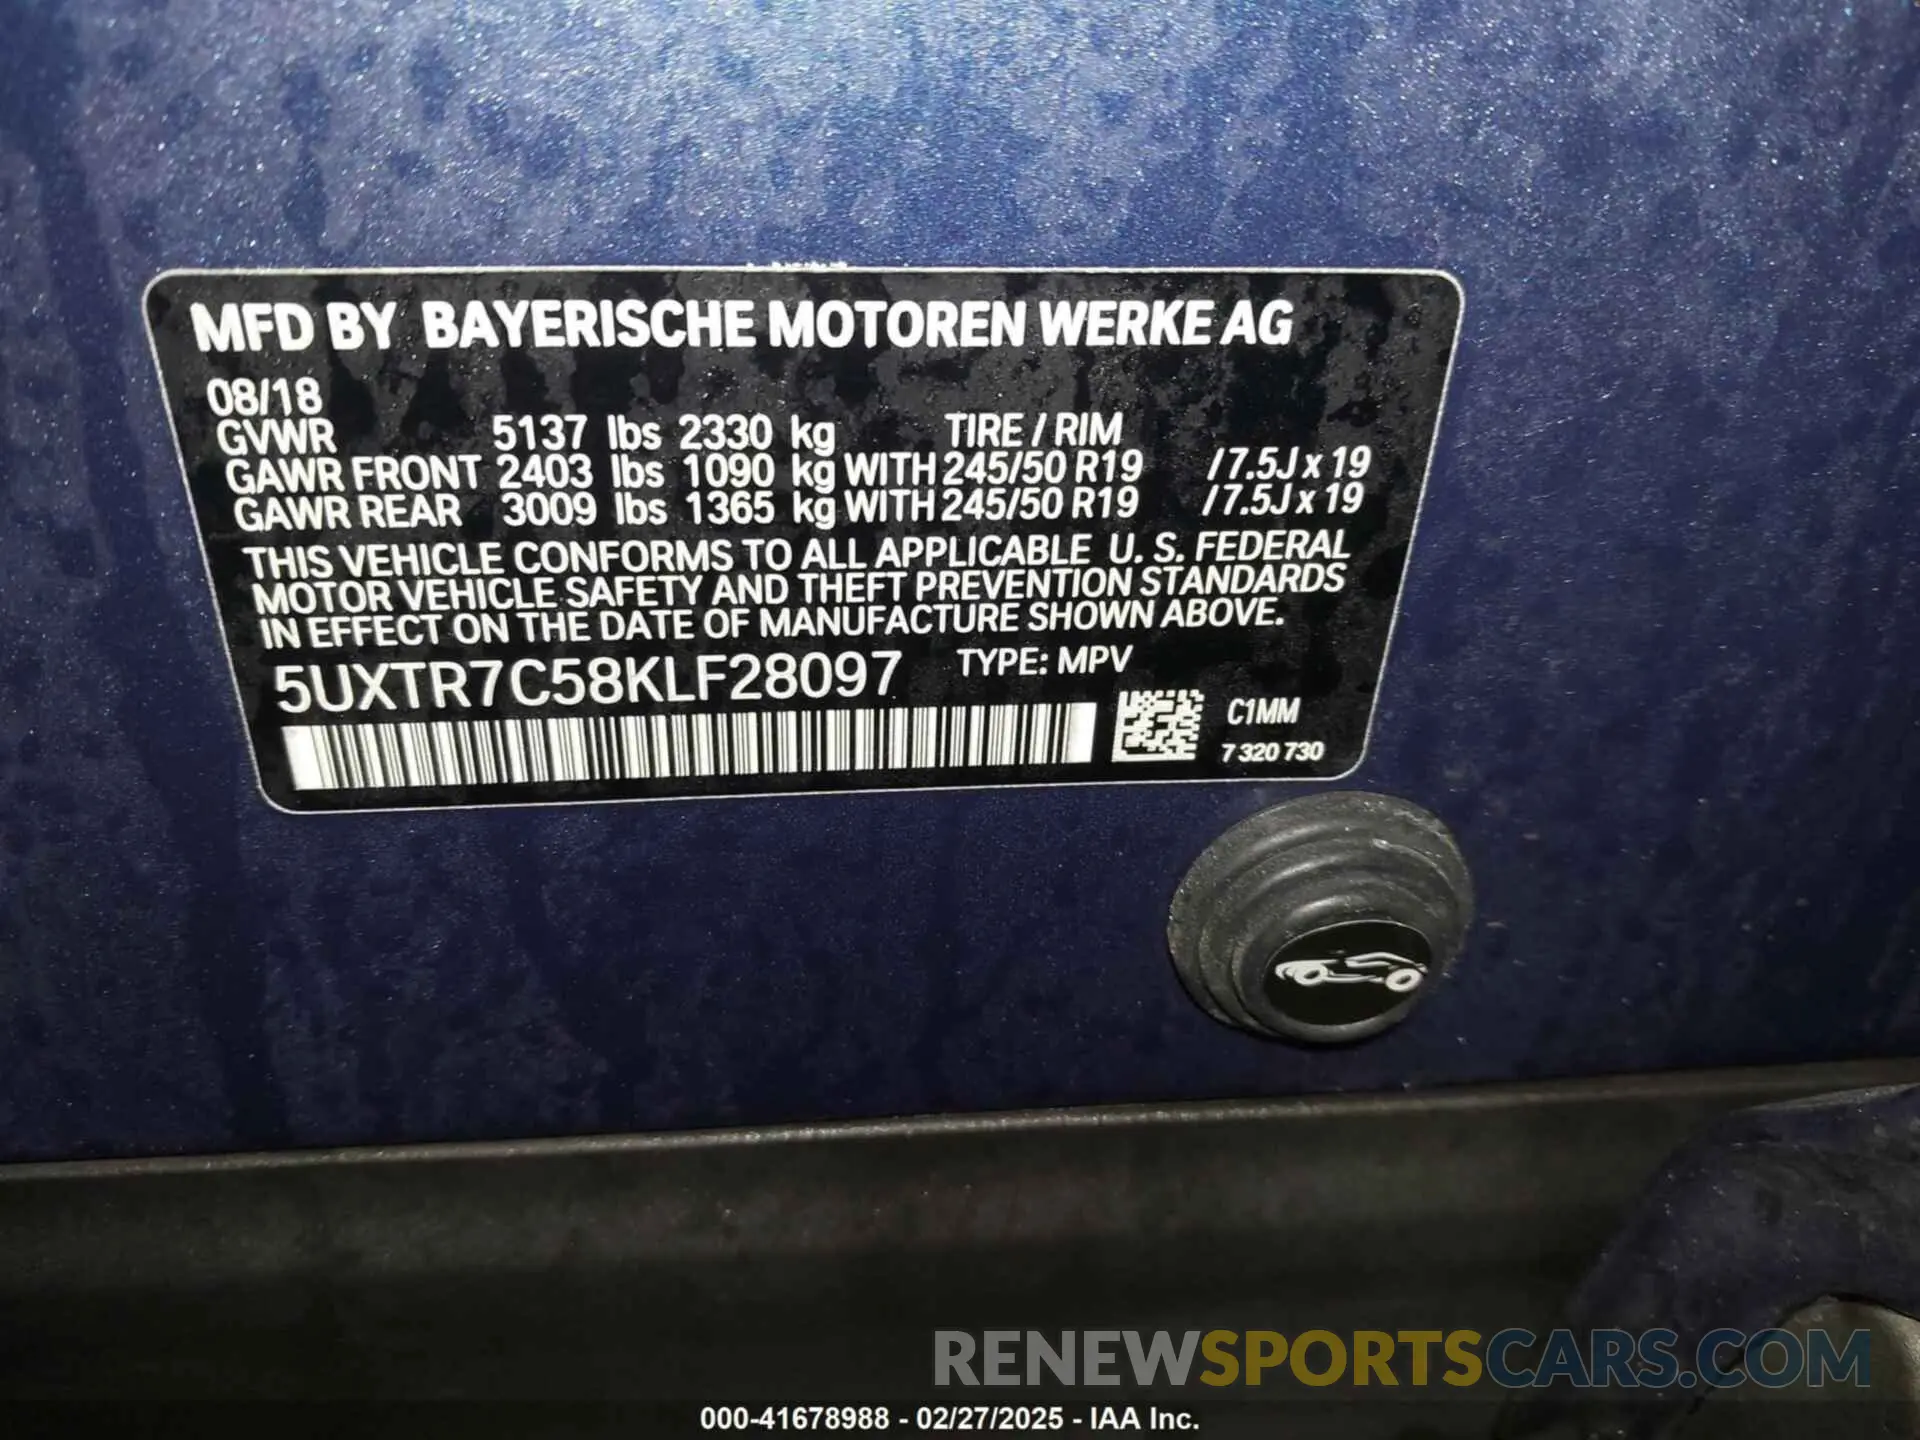 MFD BY BAYERISCHE MOTOREN WERKE AG
08/18
GVWR 5137 lbs 2330 kg TIRE / RIM
GAWR FRONT 2403 lbs 1090 kg WITH 245/50 R19 /7.5J x 19
GAWR REAR 3009 lbs 1365 kg WITH 245/50 R19 /7.5J x 19
THIS VEHICLE CONFORMS TO ALL APPLICABLE U. S. FEDERAL
MOTOR VEHICLE SAFETY AND THEFT PREVENTION STANDARDS
IN EFFECT ON THE DATE OF MANUFACTURE SHOWN ABOVE.
5UXTR7C58KLF28097 TYPE: MPV
C1MM
7 320 730
RENEWSPORTSCARS.COM
000-41678988 - 02/27/2025 - IAA Inc.